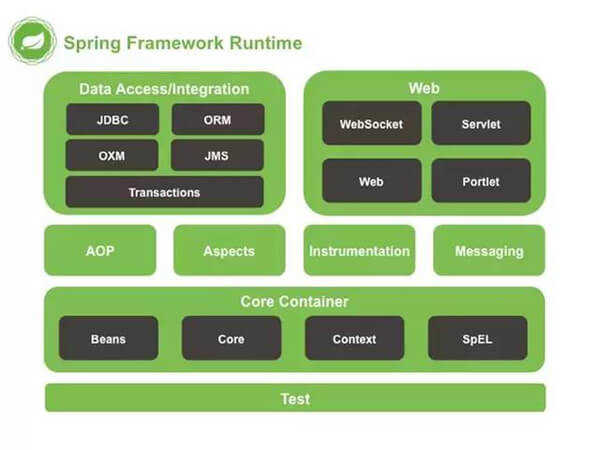 Spring Framework Runtime
Data Access/Integration
JDBC
ORM
OXM
JMS
Transactions
Web
WebSocket
Servlet
Web
Portlet
AOP
Aspects
Instrumentation
Messaging
Core Container
Beans
Core
Context
SpEL
Test